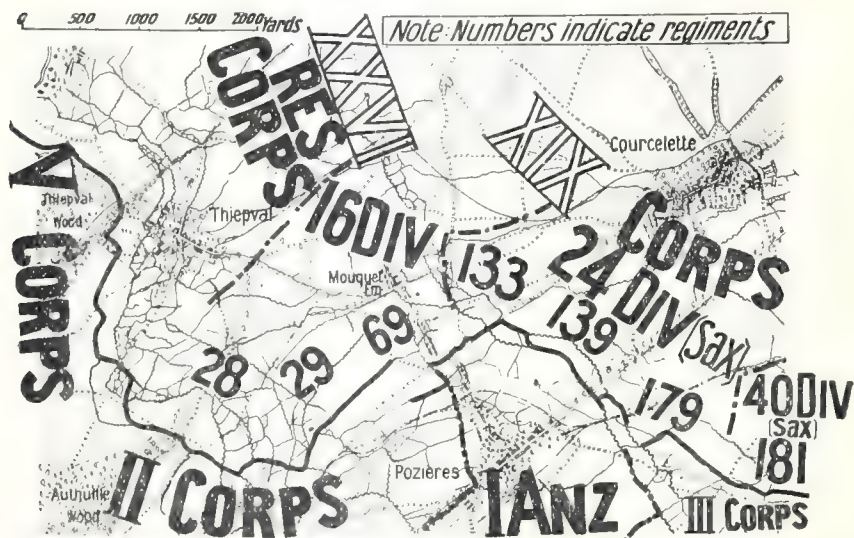 0 500 1000 1500 2000 Yards
Note: Numbers indicate regiments
RES
CORPS
XIX
CORPS
Courcelette
V CORPS
Thiepval
Wood
Thiepval
16 DIV
Mouquet
Fm
133
24 DIV (Sax)
139
69
29
28
179
40 DIV
(Sax)
181
Pozières
Authuille
Wood
II CORPS
I ANZ
III CORPS